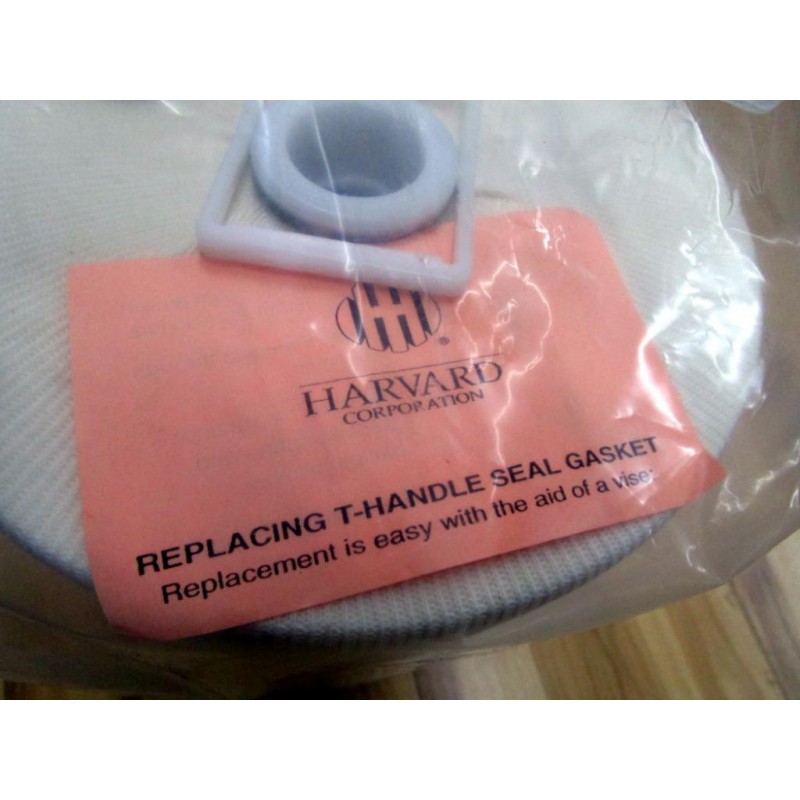 ®
HARVARD
CORPORATION
REPLACING T-HANDLE SEAL GASKET
Replacement is easy with the aid of a vise: